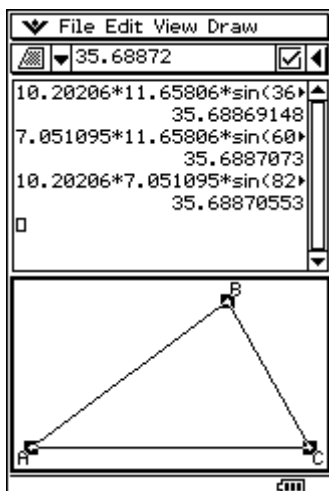 File Edit View Draw
35.68872
10.20206*11.65806*sin(36
35.68869148
7.051095*11.65806*sin(60
35.6887073
10.20206*7.051095*sin(82
35.68870553
B
A
C